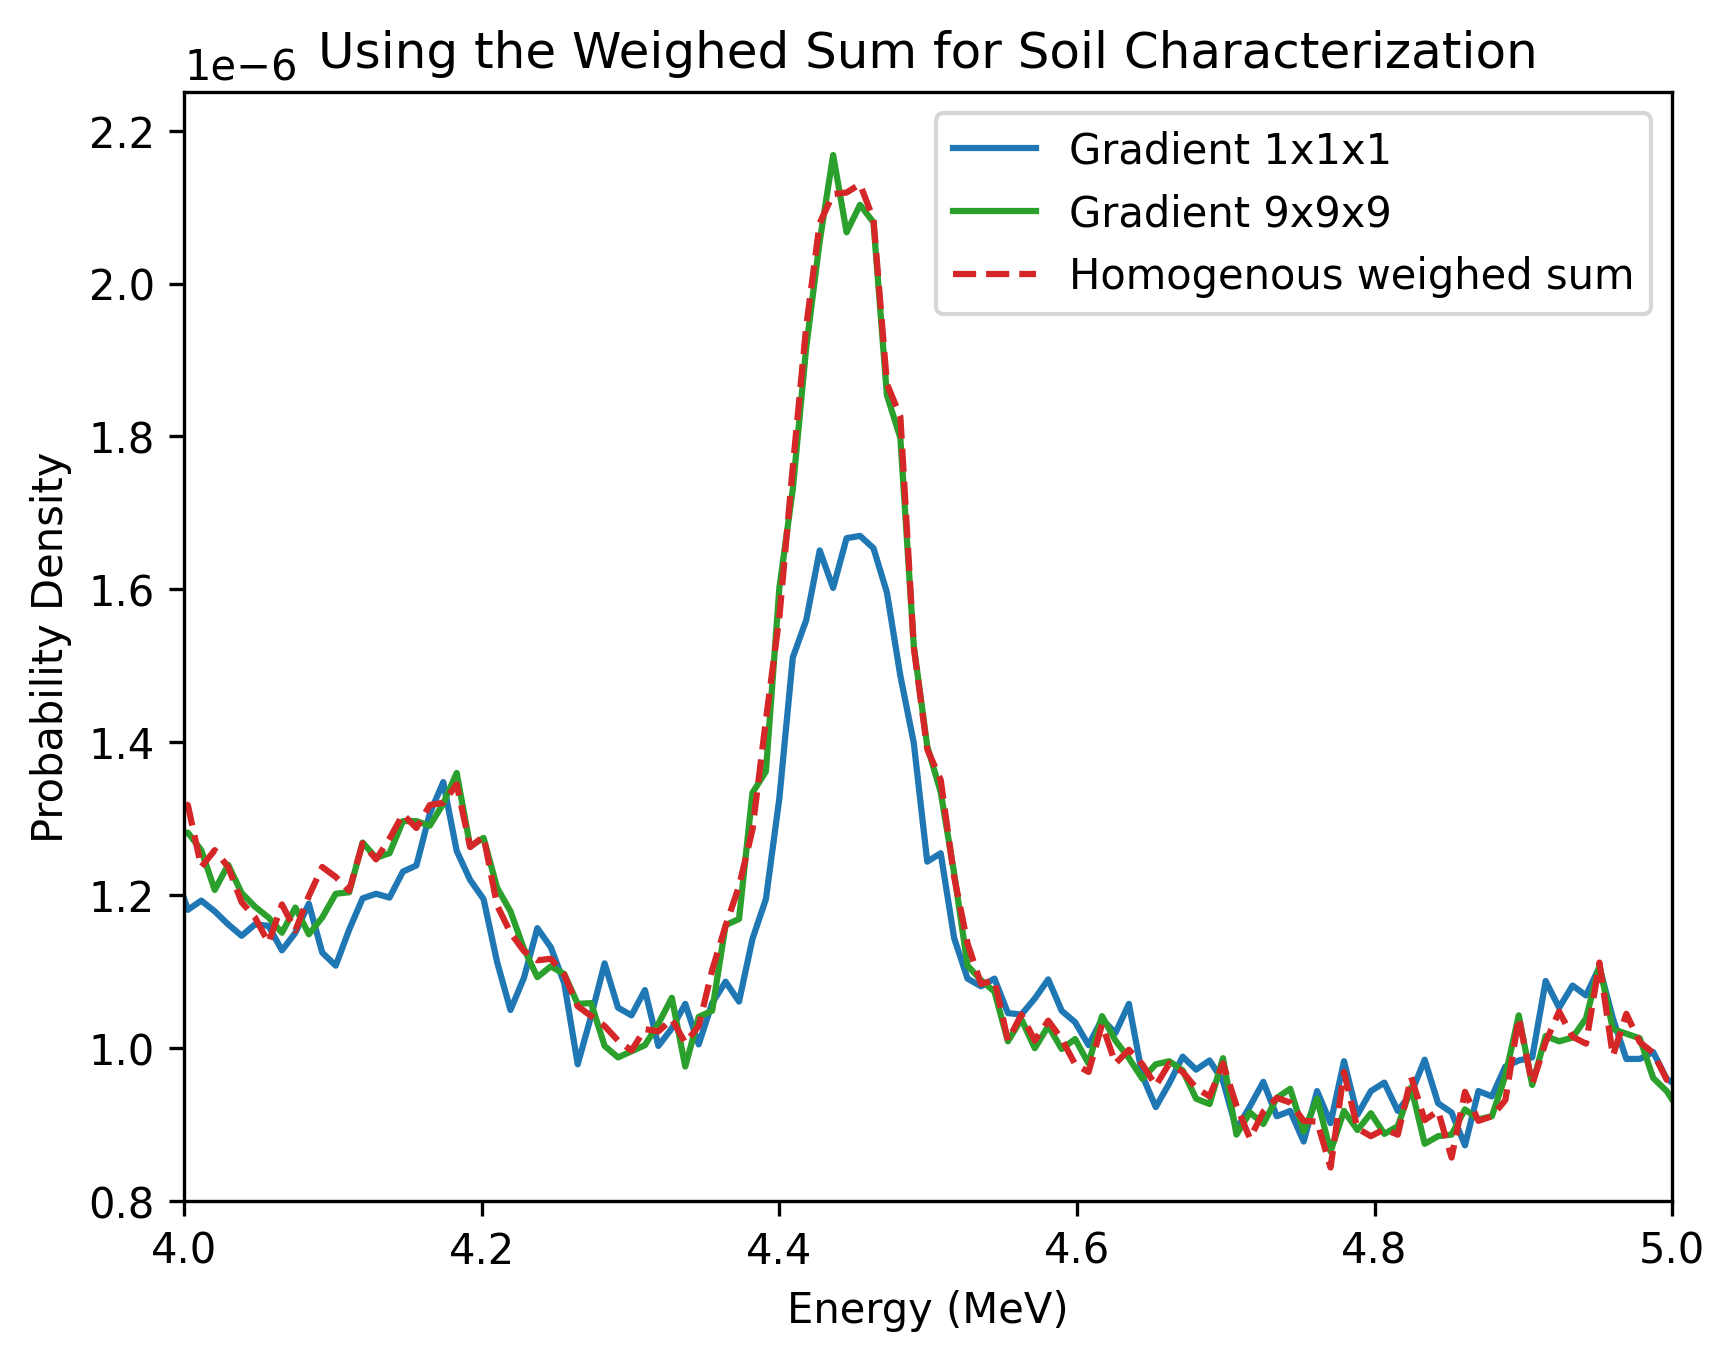 1e−6 Using the Weighed Sum for Soil Characterization
Gradient 1x1x1
Gradient 9x9x9
Homogenous weighed sum
2.2
2.0
1.8
1.6
1.4
1.2
1.0
0.8
Probability Density
4.0 4.2 4.4 4.6 4.8 5.0
Energy (MeV)